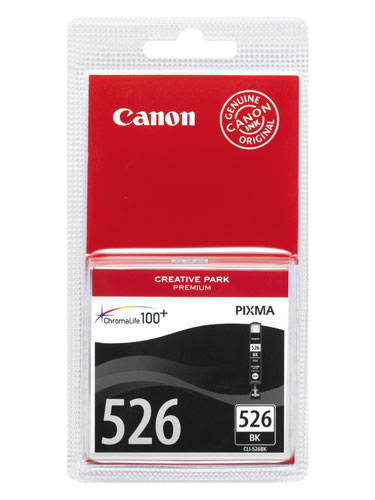 Canon
GENUINE
CANON
INK
ORIGINAL
CREATIVE PARK
PREMIUM
ChromaLife100+
PIXMA
526
BK
526
526
BK
CLI-526BK